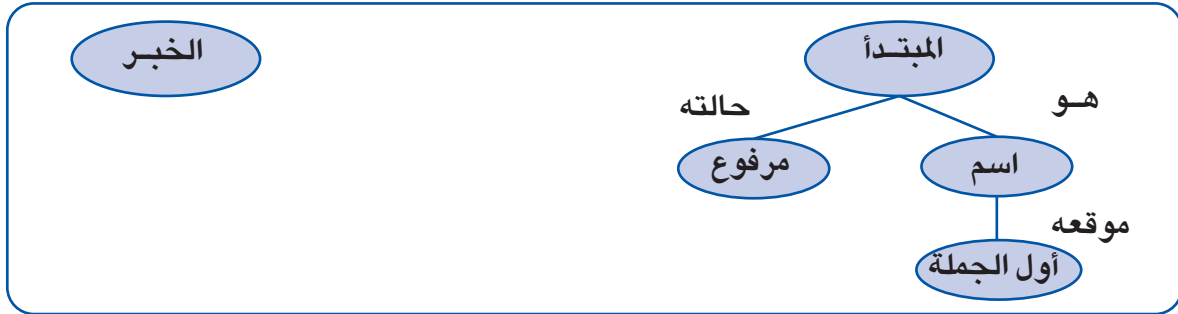 المبتـدأ
الخبـر
هـو
حالته
اسم
مرفوع
موقعه
أول الجملة